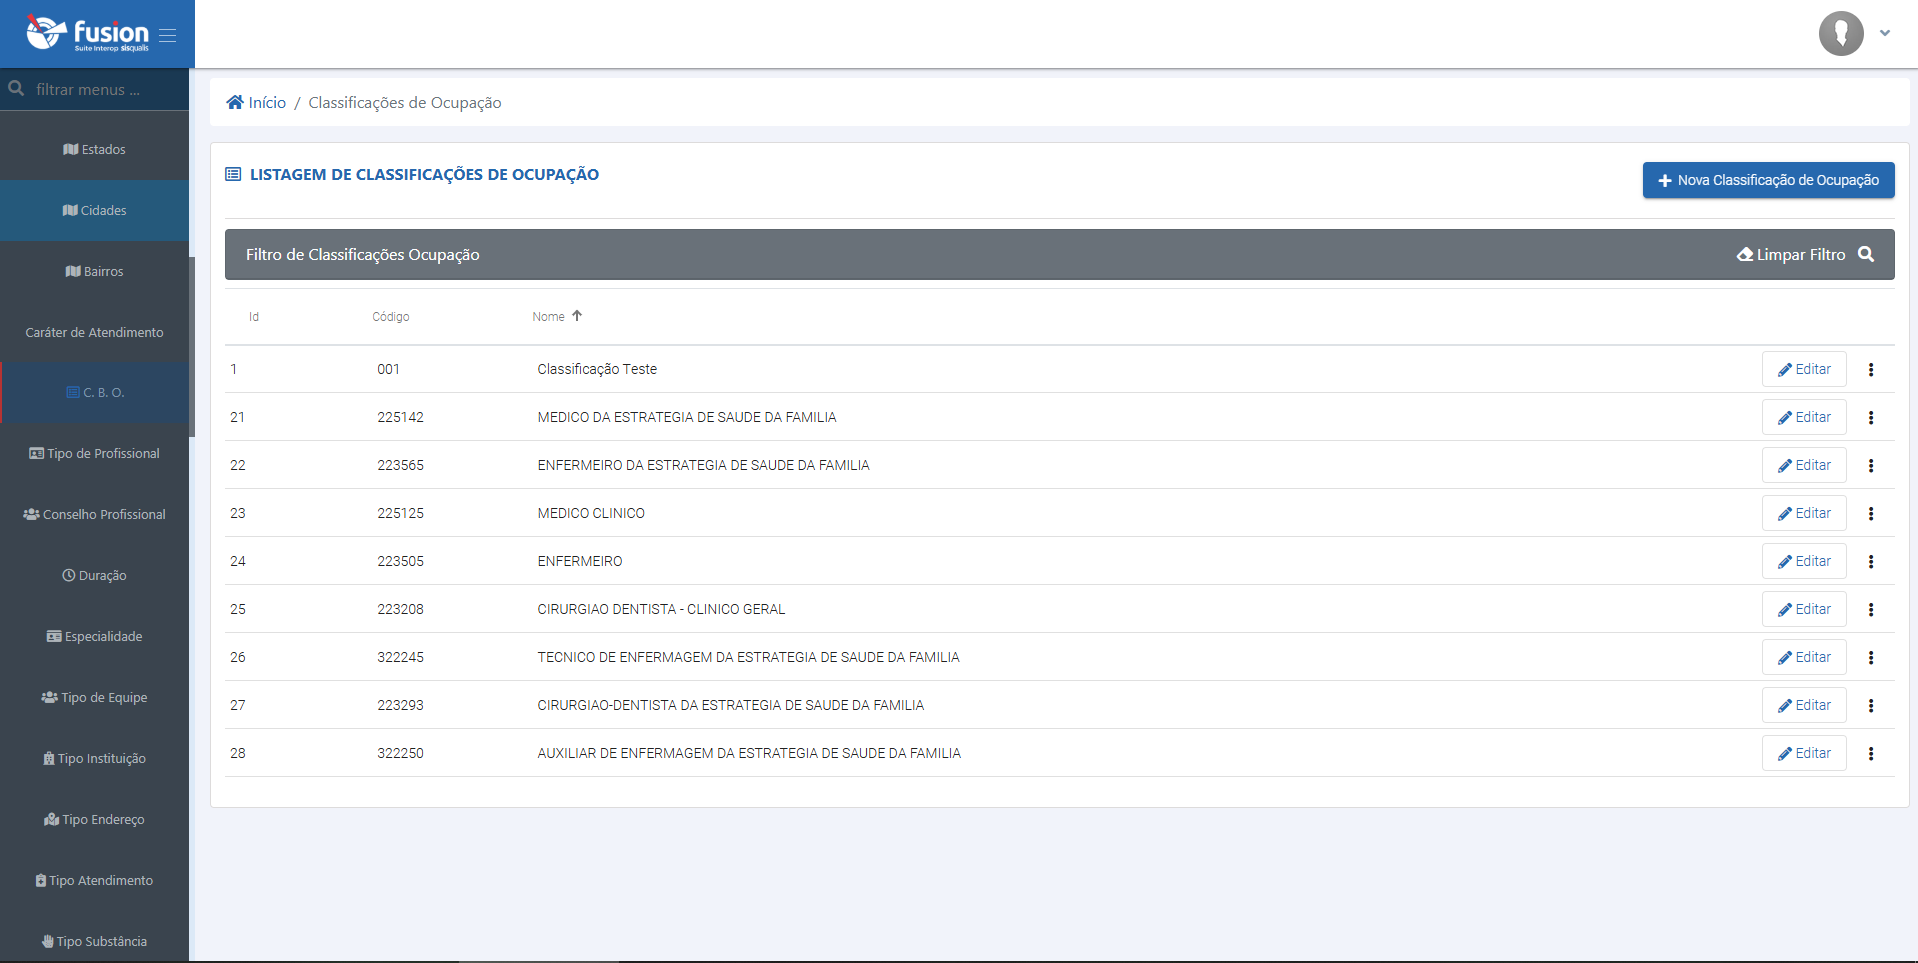 fusion
Suite Interop sisqualis
filtrar menus ...
Estados
Cidades
Bairros
Caráter de Atendimento
C. B. O.
Tipo de Profissional
Conselho Profissional
Duração
Especialidade
Tipo de Equipe
Tipo Instituição
Tipo Endereço
Tipo Atendimento
Tipo Substância
Início / Classificações de Ocupação
LISTAGEM DE CLASSIFICAÇÕES DE OCUPAÇÃO
Nova Classificação de Ocupação
Filtro de Classificações Ocupação Limpar Filtro
Id Código Nome
1 001 Classificação Teste Editar
21 225142 MEDICO DA ESTRATEGIA DE SAUDE DA FAMILIA Editar
22 223565 ENFERMEIRO DA ESTRATEGIA DE SAUDE DA FAMILIA Editar
23 225125 MEDICO CLINICO Editar
24 223505 ENFERMEIRO Editar
25 223208 CIRURGIAO DENTISTA - CLINICO GERAL Editar
26 322245 TECNICO DE ENFERMAGEM DA ESTRATEGIA DE SAUDE DA FAMILIA Editar
27 223293 CIRURGIAO-DENTISTA DA ESTRATEGIA DE SAUDE DA FAMILIA Editar
28 322250 AUXILIAR DE ENFERMAGEM DA ESTRATEGIA DE SAUDE DA FAMILIA Editar